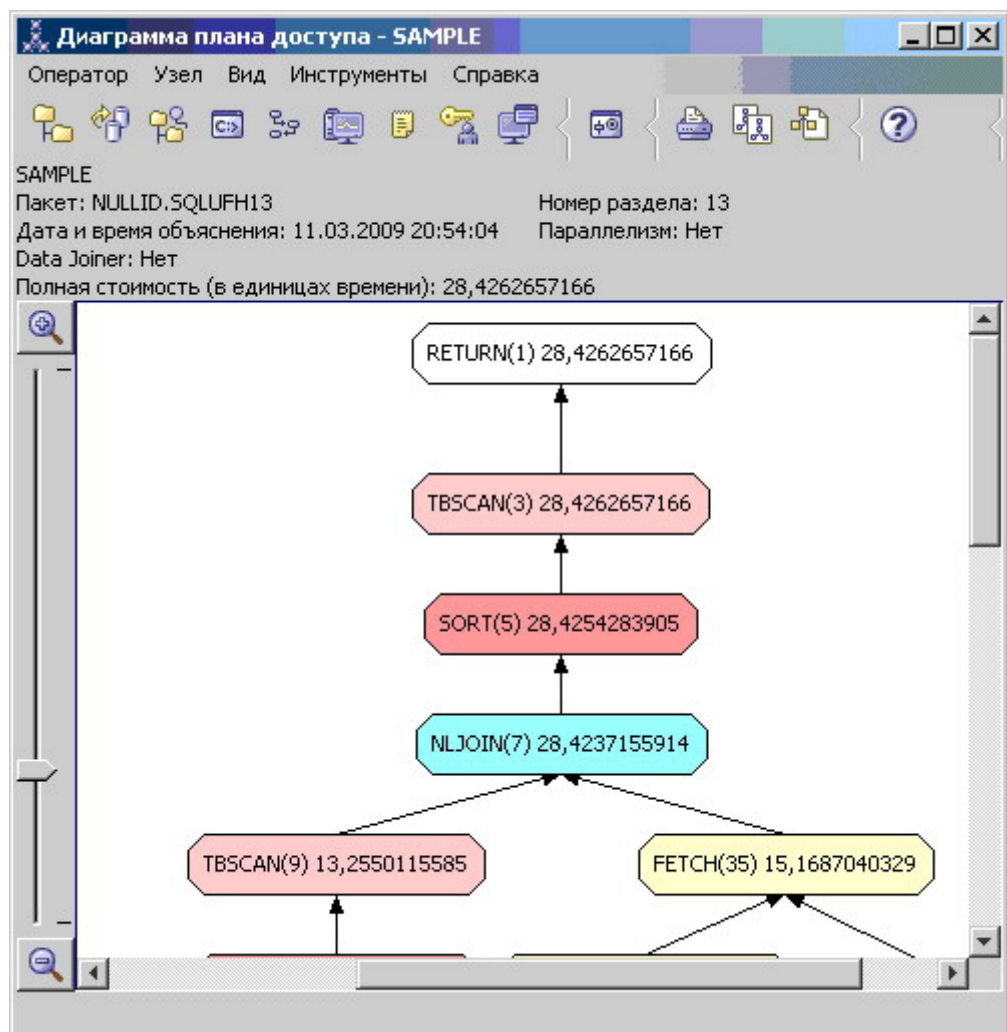 Диаграмма плана доступа - SAMPLE
Оператор Узел Вид Инструменты Справка
C:>
SAMPLE
Пакет: NULLID.SQLUFH13 Номер раздела: 13
Дата и время объяснения: 11.03.2009 20:54:04 Параллелизм: Нет
Data Joiner: Нет
Полная стоимость (в единицах времени): 28,4262657166
RETURN(1) 28,4262657166
TBSCAN(3) 28,4262657166
SORT(5) 28,4254283905
NLJOIN(7) 28,4237155914
TBSCAN(9) 13,2550115585 FETCH(35) 15,1687040329